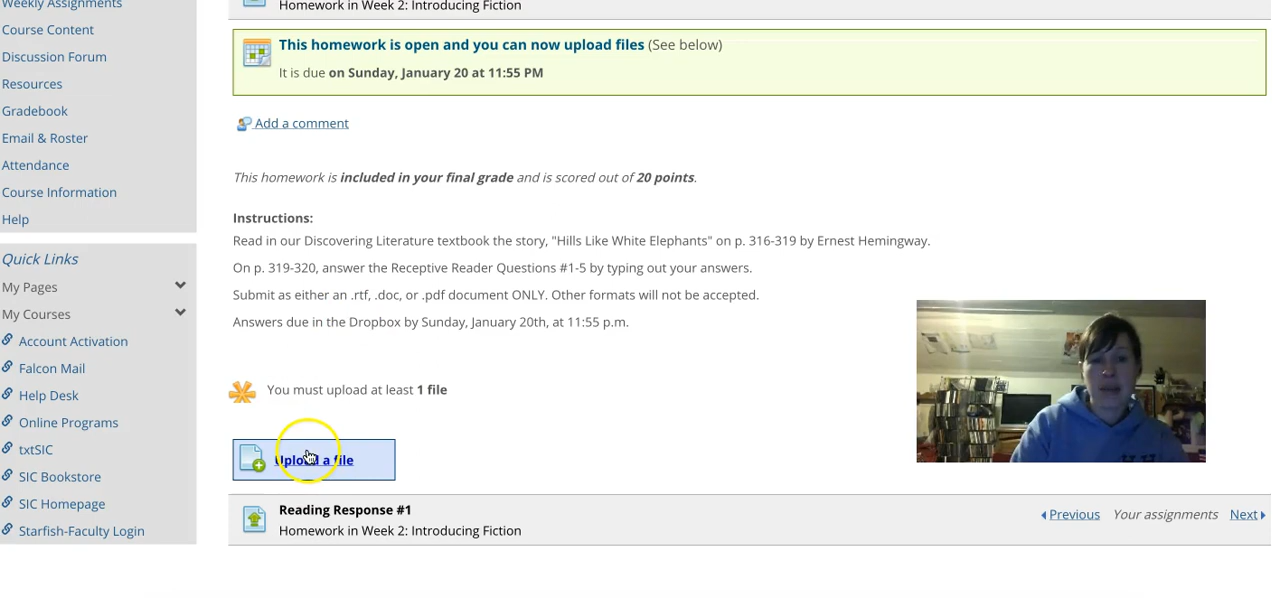 Weekly Assignments
Course Content
Discussion Forum
Resources
Gradebook
Email & Roster
Attendance
Course Information
Help
Quick Links
My Pages
My Courses
Account Activation
Falcon Mail
Help Desk
Online Programs
txtSIC
SIC Bookstore
SIC Homepage
Starfish-Faculty Login
Homework in Week 2: Introducing Fiction
This homework is open and you can now upload files (See below)
It is due on Sunday, January 20 at 11:55 PM
Add a comment
This homework is included in your final grade and is scored out of 20 points.
Instructions:
Read in our Discovering Literature textbook the story, "Hills Like White Elephants" on p. 316-319 by Ernest Hemingway.
On p. 319-320, answer the Receptive Reader Questions #1-5 by typing out your answers.
Submit as either an .rtf, .doc, or .pdf document ONLY. Other formats will not be accepted.
Answers due in the Dropbox by Sunday, January 20th, at 11:55 p.m.
You must upload at least 1 file
Upload a file
Reading Response #1
Homework in Week 2: Introducing Fiction
Previous Your assignments Next